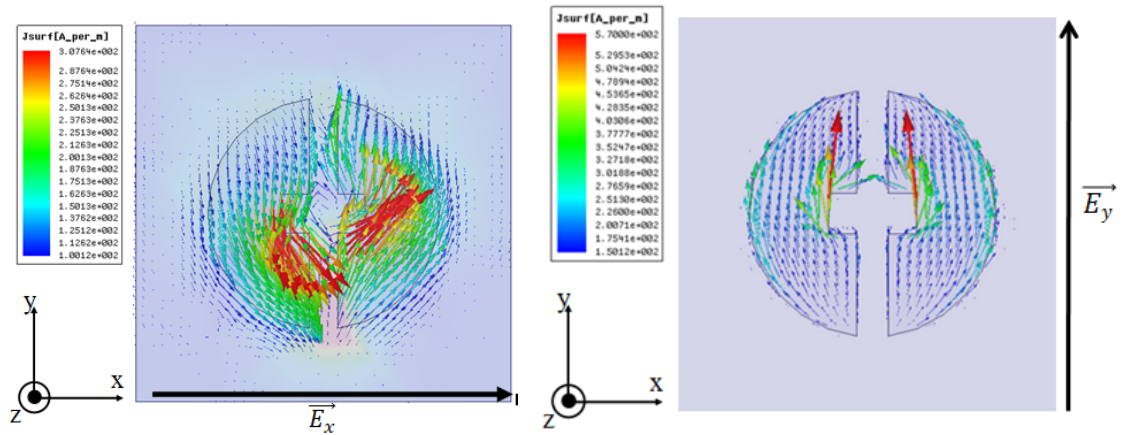 Jsurf[A_per_m]
3.0764e+002
2.8764e+002
2.7514e+002
2.6264e+002
2.5013e+002
2.3763e+002
2.2513e+002
2.1263e+002
2.0013e+002
1.8763e+002
1.7513e+002
1.6263e+002
1.5013e+002
1.3762e+002
1.2512e+002
1.1262e+002
1.0012e+002
y
x
z
E_x
Jsurf[A_per_m]
5.7000e+002
5.2953e+002
5.0424e+002
4.7894e+002
4.5365e+002
4.2835e+002
4.0306e+002
3.7777e+002
3.5247e+002
3.2718e+002
3.0188e+002
2.7659e+002
2.5130e+002
2.2600e+002
2.0071e+002
1.7541e+002
1.5012e+002
y
x
z
E_y